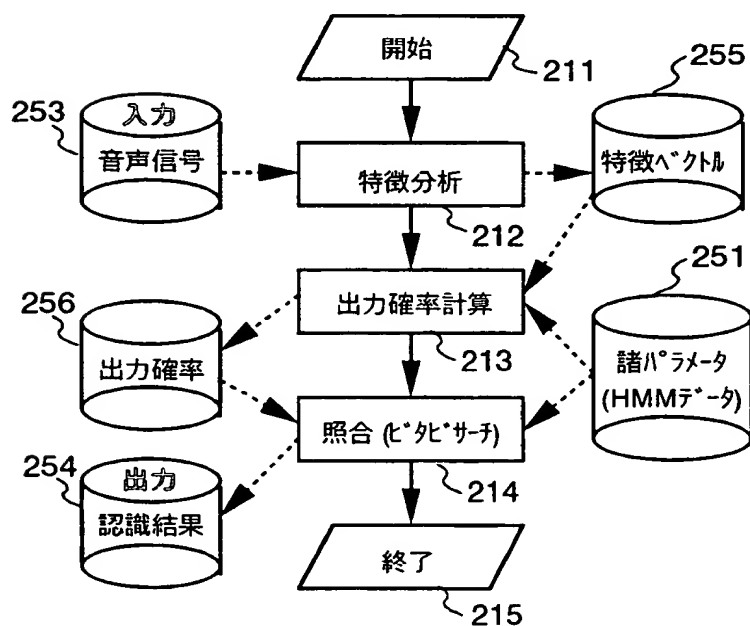 開始
211
255
253
入力
音声信号
特徴分析
特徴ベクトル
212
251
256
出力確率計算
出力確率
213
諸パラメータ
(HMMデータ)
照合(ビタビサーチ)
254
出力
214
認識結果
終了
215